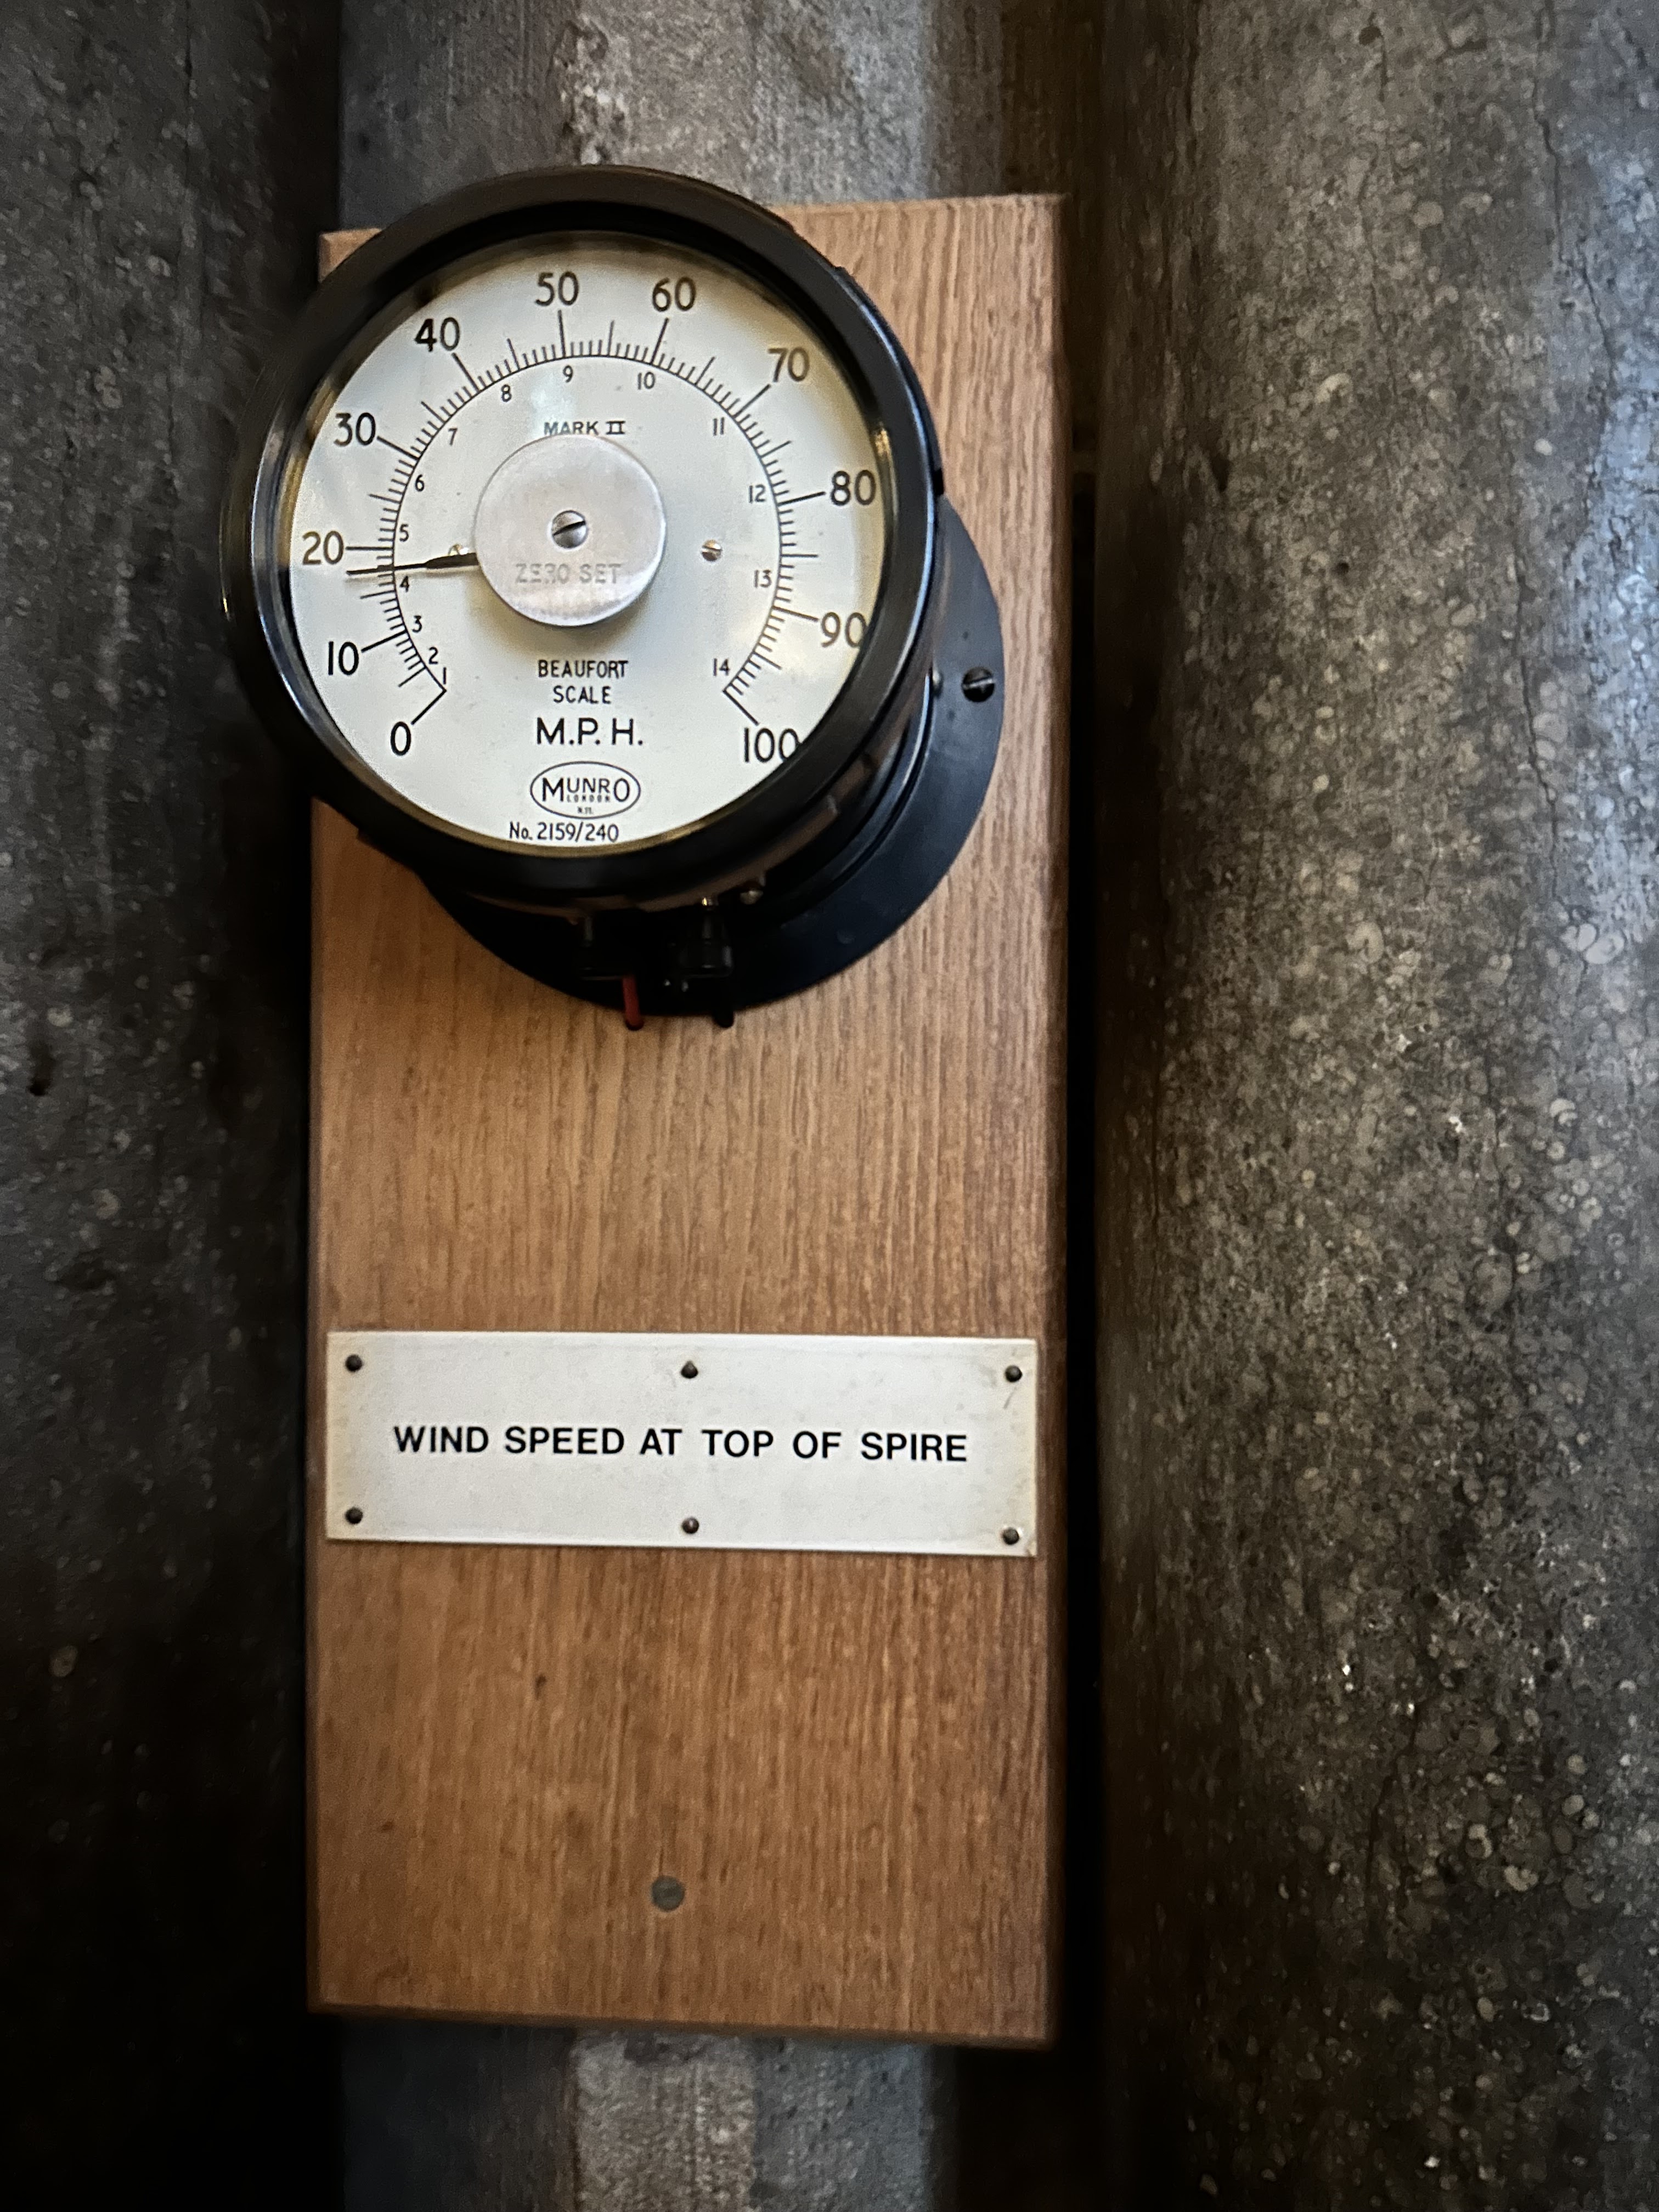 50 60
40 70
30 80
20 90
10 100
0
8 9 10
7 11
6 12
5 13
4 14
3
2
1
MARK II
ZERO SET
BEAUFORT
SCALE
M.P.H.
MUNRO
LONDON
No. 2159/240
WIND SPEED AT TOP OF SPIRE